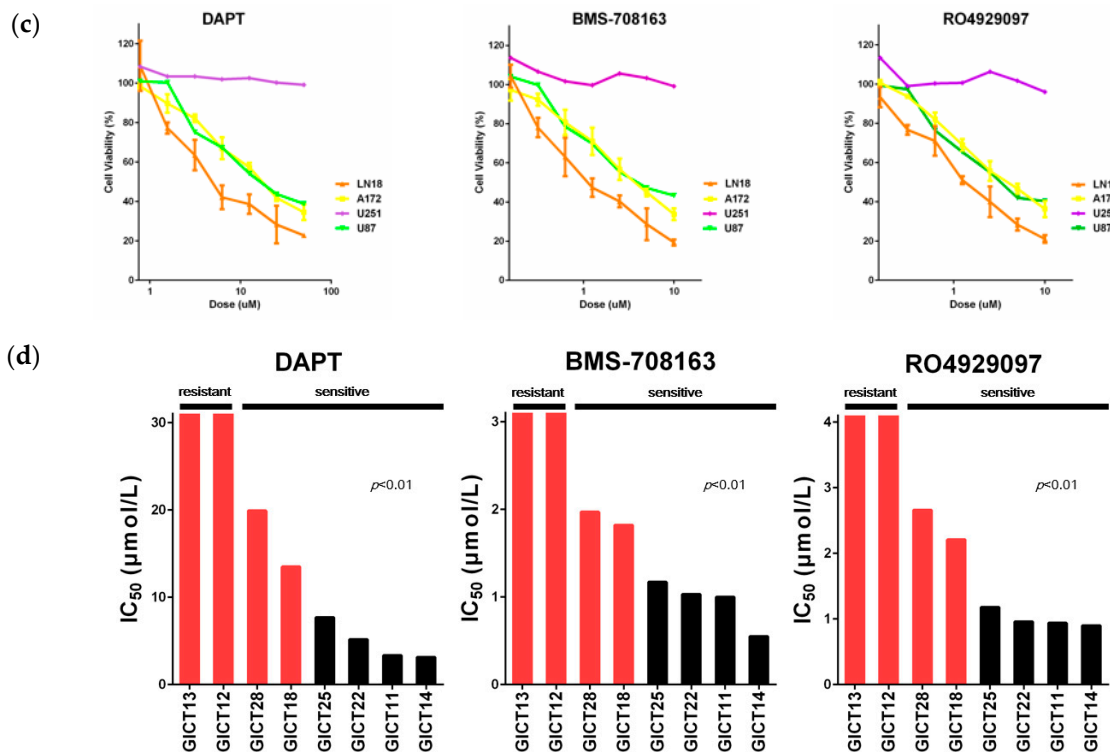 (c)
DAPT
BMS-708163
RO4929097
120
100
80
60
40
20
0
Cell Viability (%)
1
100
Dose (uM)
LN18
A172
U251
U87
120
100
80
60
40
20
0
Cell Viability (%)
1
10
Dose (uM)
LN18
A172
U251
U87
120
100
80
60
40
20
0
Cell Viability (%)
1
10
Dose (uM)
LN1
A17
U25
U87
(d)
DAPT
resistant
sensitive
30
20
10
0
IC50 (µmol/L)
p<0.01
GICT13
GICT12
GICT28
GICT18
GICT25
GICT22
GICT11
GICT14
BMS-708163
resistant
sensitive
3
2
1
0
IC50 (µmol/L)
p<0.01
GICT13
GICT12
GICT28
GICT18
GICT25
GICT22
GICT11
GICT14
RO4929097
resistant
sensitive
4
3
2
1
0
IC50 (µmol/L)
p<0.01
GICT13
GICT12
GICT28
GICT18
GICT25
GICT22
GICT11
GICT14